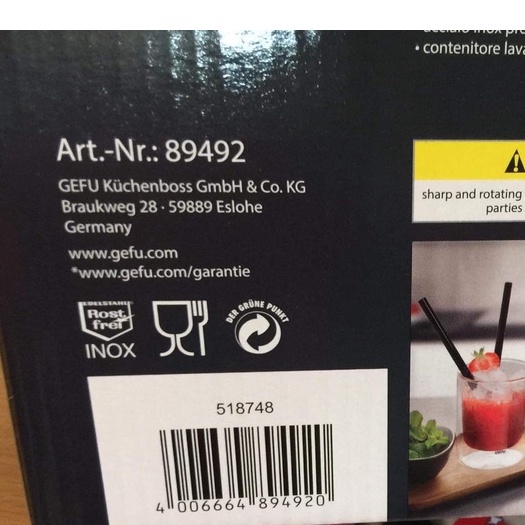 • contenitore lava
Art.-Nr.: 89492
GEFU Küchenboss GmbH & Co. KG
Braukweg 28 · 59889 Eslohe
Germany
www.gefu.com
*www.gefu.com/garantie
sharp and rotating
parties
EDELSTAHL
Rost
frei
INOX
DER GRÜNE PUNKT
518748
4 006664 894920